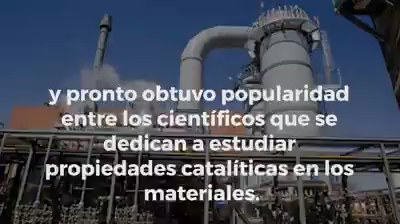 y pronto obtuvo popularidad
entre los científicos que se
dedican a estudiar
propiedades catalíticas en los
materiales.